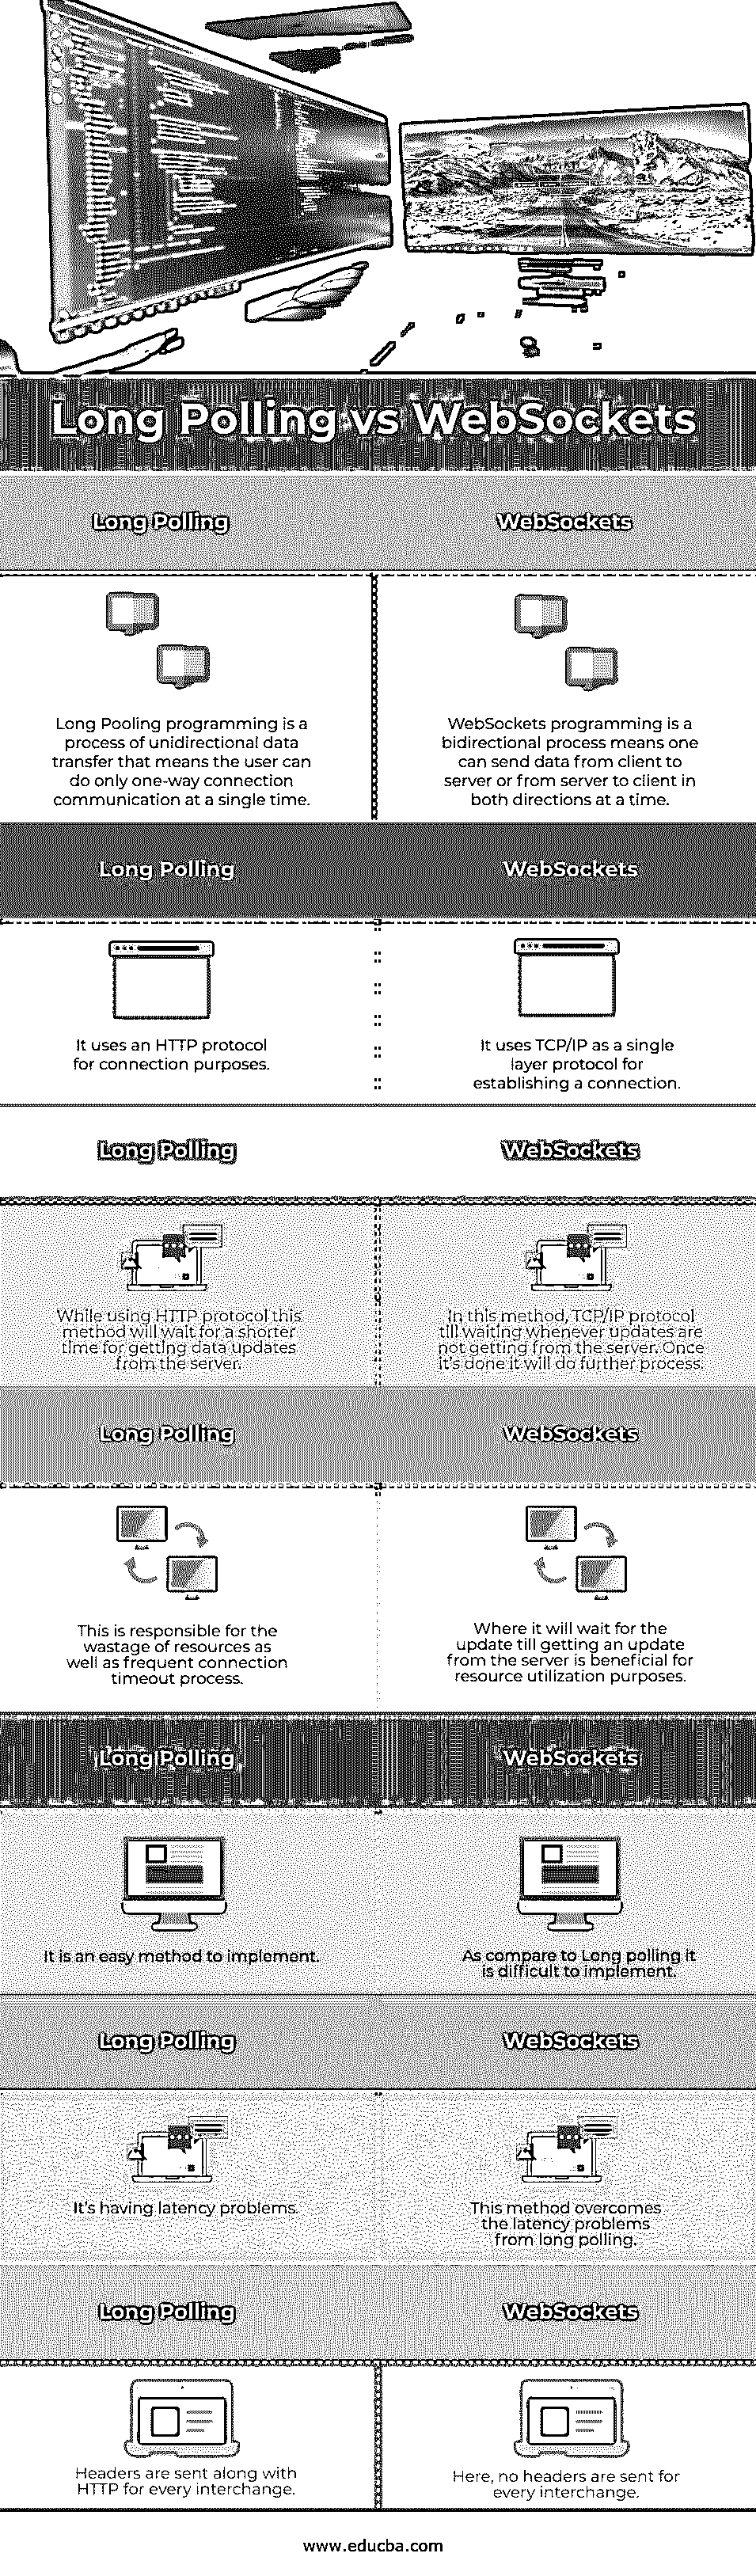 Long Polling vs WebSockets
Long Polling
WebSockets
Long Pooling programming is a
process of unidirectional data
transfer that means the user can
do only one-way connection
communication at a single time.
WebSockets programming is a
bidirectional process means one
can send data from client to
server or from server to client in
both directions at a time.
Long Polling
WebSockets
It uses an HTTP protocol
for connection purposes.
It uses TCP/IP as a single
layer protocol for
establishing a connection.
Long Polling
WebSockets
While using HTTP protocol this
method will wait for a shorter
time for getting data updates
from the server.
In this method, TCP/IP protocol
till waiting whenever updates are
not getting from the server. Once
it's done it will do further process.
Long Polling
WebSockets
This is responsible for the
wastage of resources as
well as frequent connection
timeout process.
Where it will wait for the
update till getting an update
from the server is beneficial for
resource utilization purposes.
Long Polling
WebSockets
It is an easy method to implement.
As compare to Long polling it
is difficult to implement.
Long Polling
WebSockets
It's having latency problems.
This method overcomes
the latency problems
from long polling.
Long Polling
WebSockets
Headers are sent along with
HTTP for every interchange.
Here, no headers are sent for
every interchange.
www.educba.com